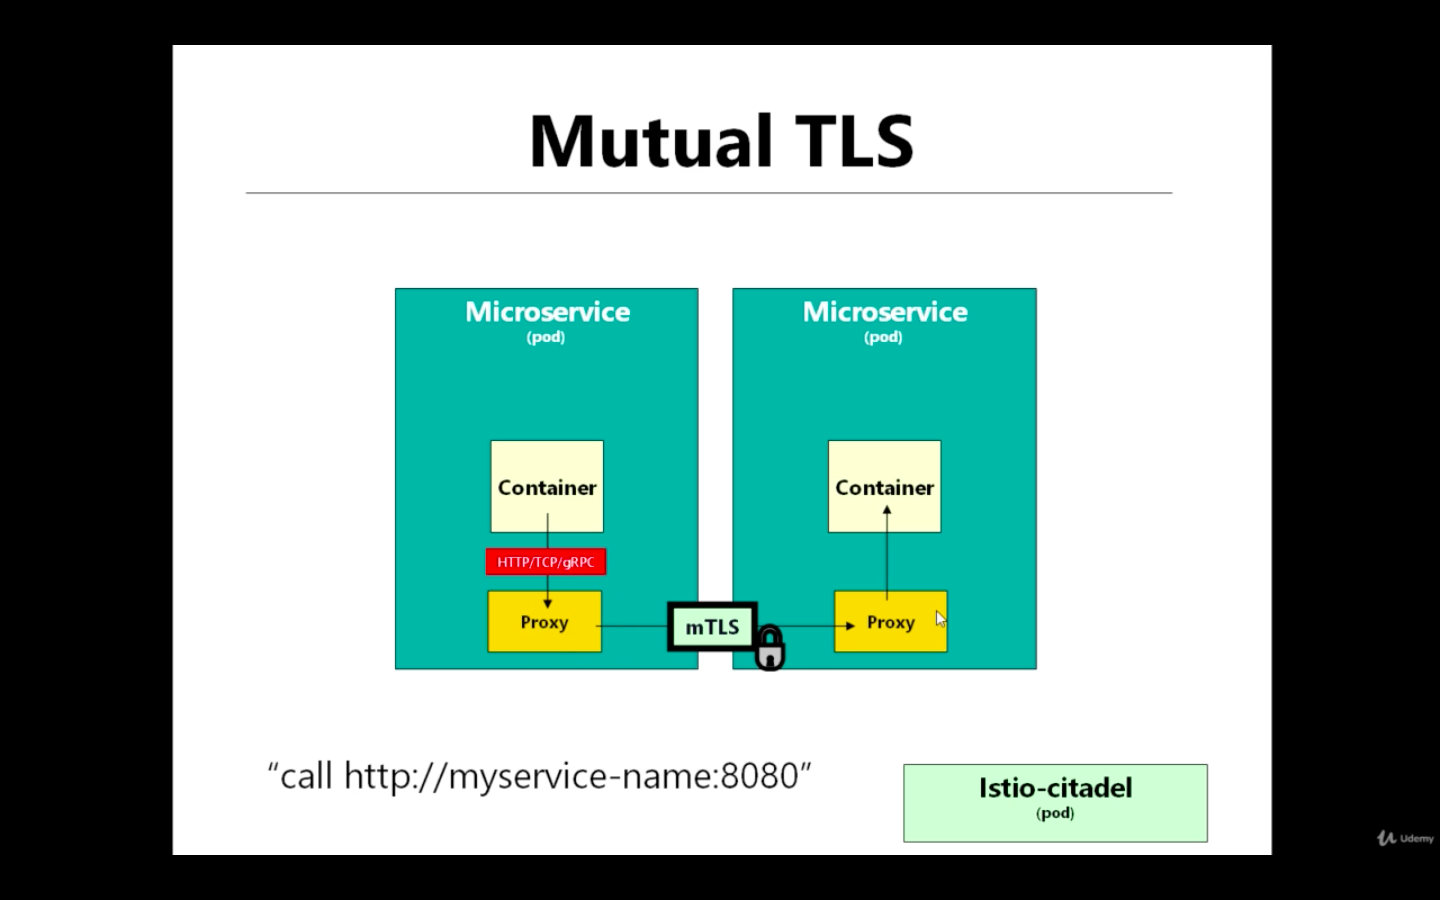 Mutual TLS
Microservice
(pod)
Container
HTTP/TCP/gRPC
Proxy
mTLS
Microservice
(pod)
Container
Proxy
“call http://myservice-name:8080”
Istio-citadel
(pod)
Udemy